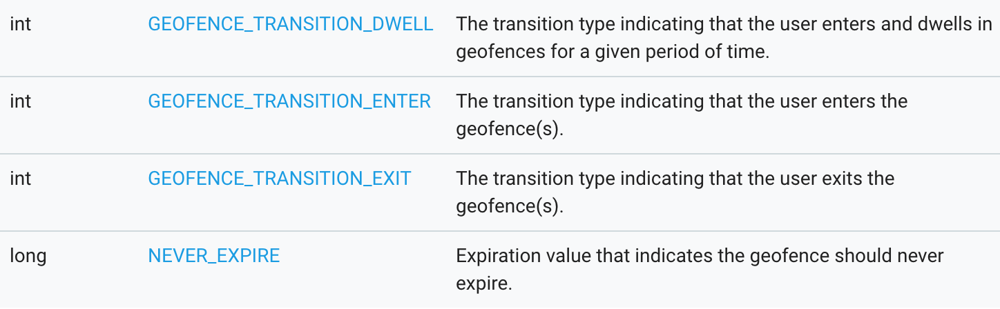 int GEOFENCE_TRANSITION_DWELL The transition type indicating that the user enters and dwells in
geofences for a given period of time.
int GEOFENCE_TRANSITION_ENTER The transition type indicating that the user enters the
geofence(s).
int GEOFENCE_TRANSITION_EXIT The transition type indicating that the user exits the
geofence(s).
long NEVER_EXPIRE Expiration value that indicates the geofence should never
expire.